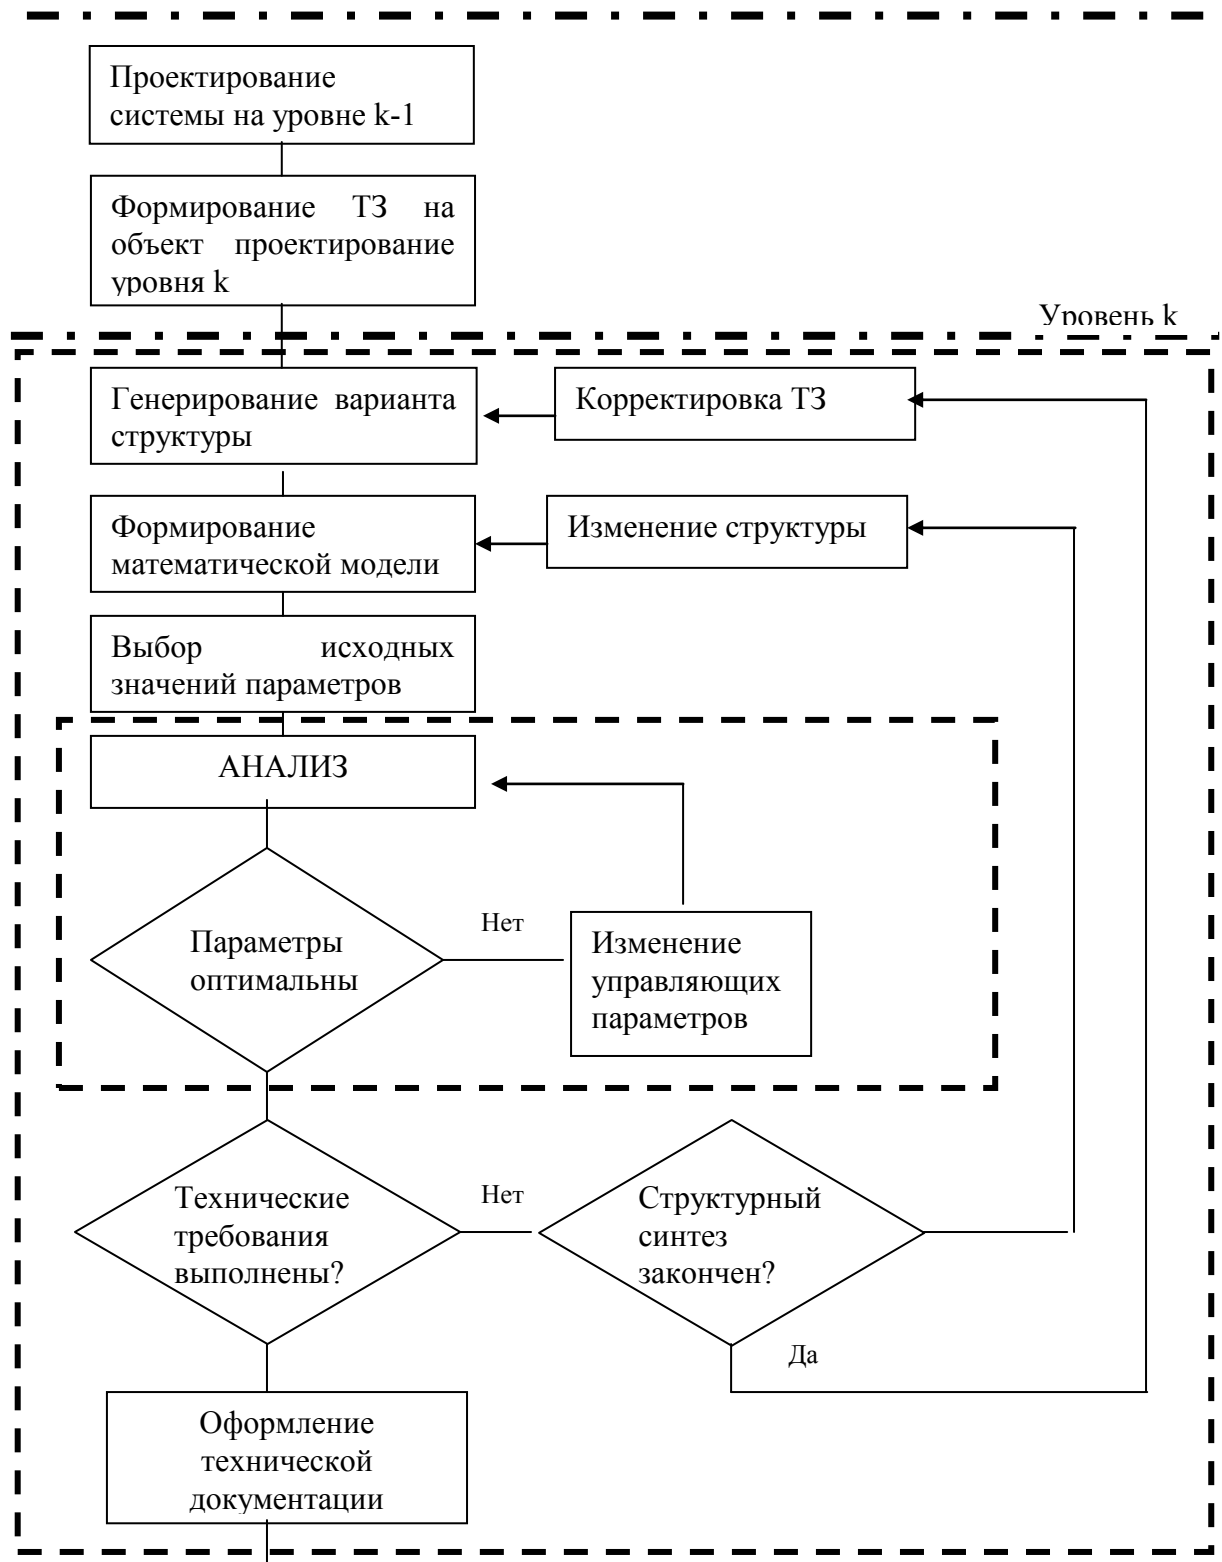 Проектирование
системы на уровне k-1
Формирование ТЗ на
объект проектирование
уровня k
Уровень k
Генерирование варианта
структуры
Корректировка ТЗ
Формирование
математической модели
Изменение структуры
Выбор исходных
значений параметров
АНАЛИЗ
Параметры
оптимальны
Нет
Изменение
управляющих
параметров
Технические
требования
выполнены?
Нет
Структурный
синтез
закончен?
Да
Оформление
технической
документации